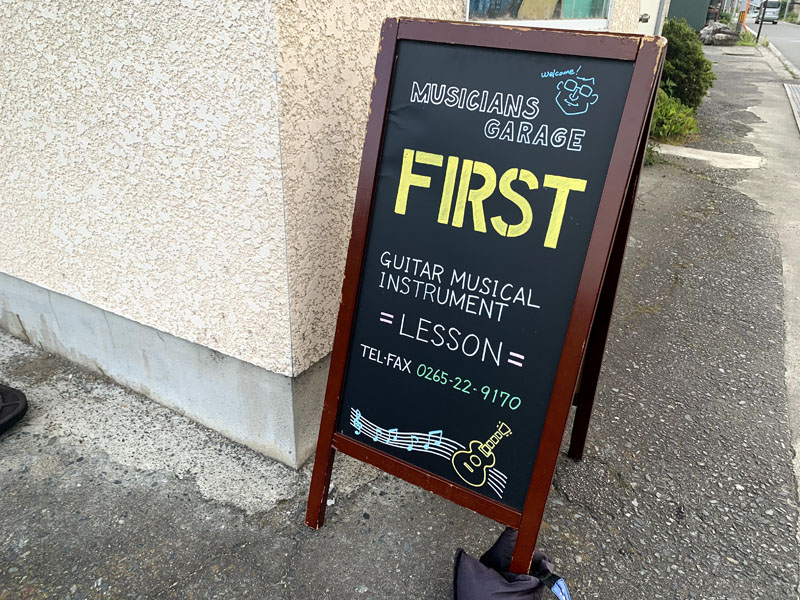 welcome!
MUSICIANS
GARAGE
FIRST
GUITAR MUSICAL
INSTRUMENT
=LESSON=
TEL·FAX 0265-22-9170